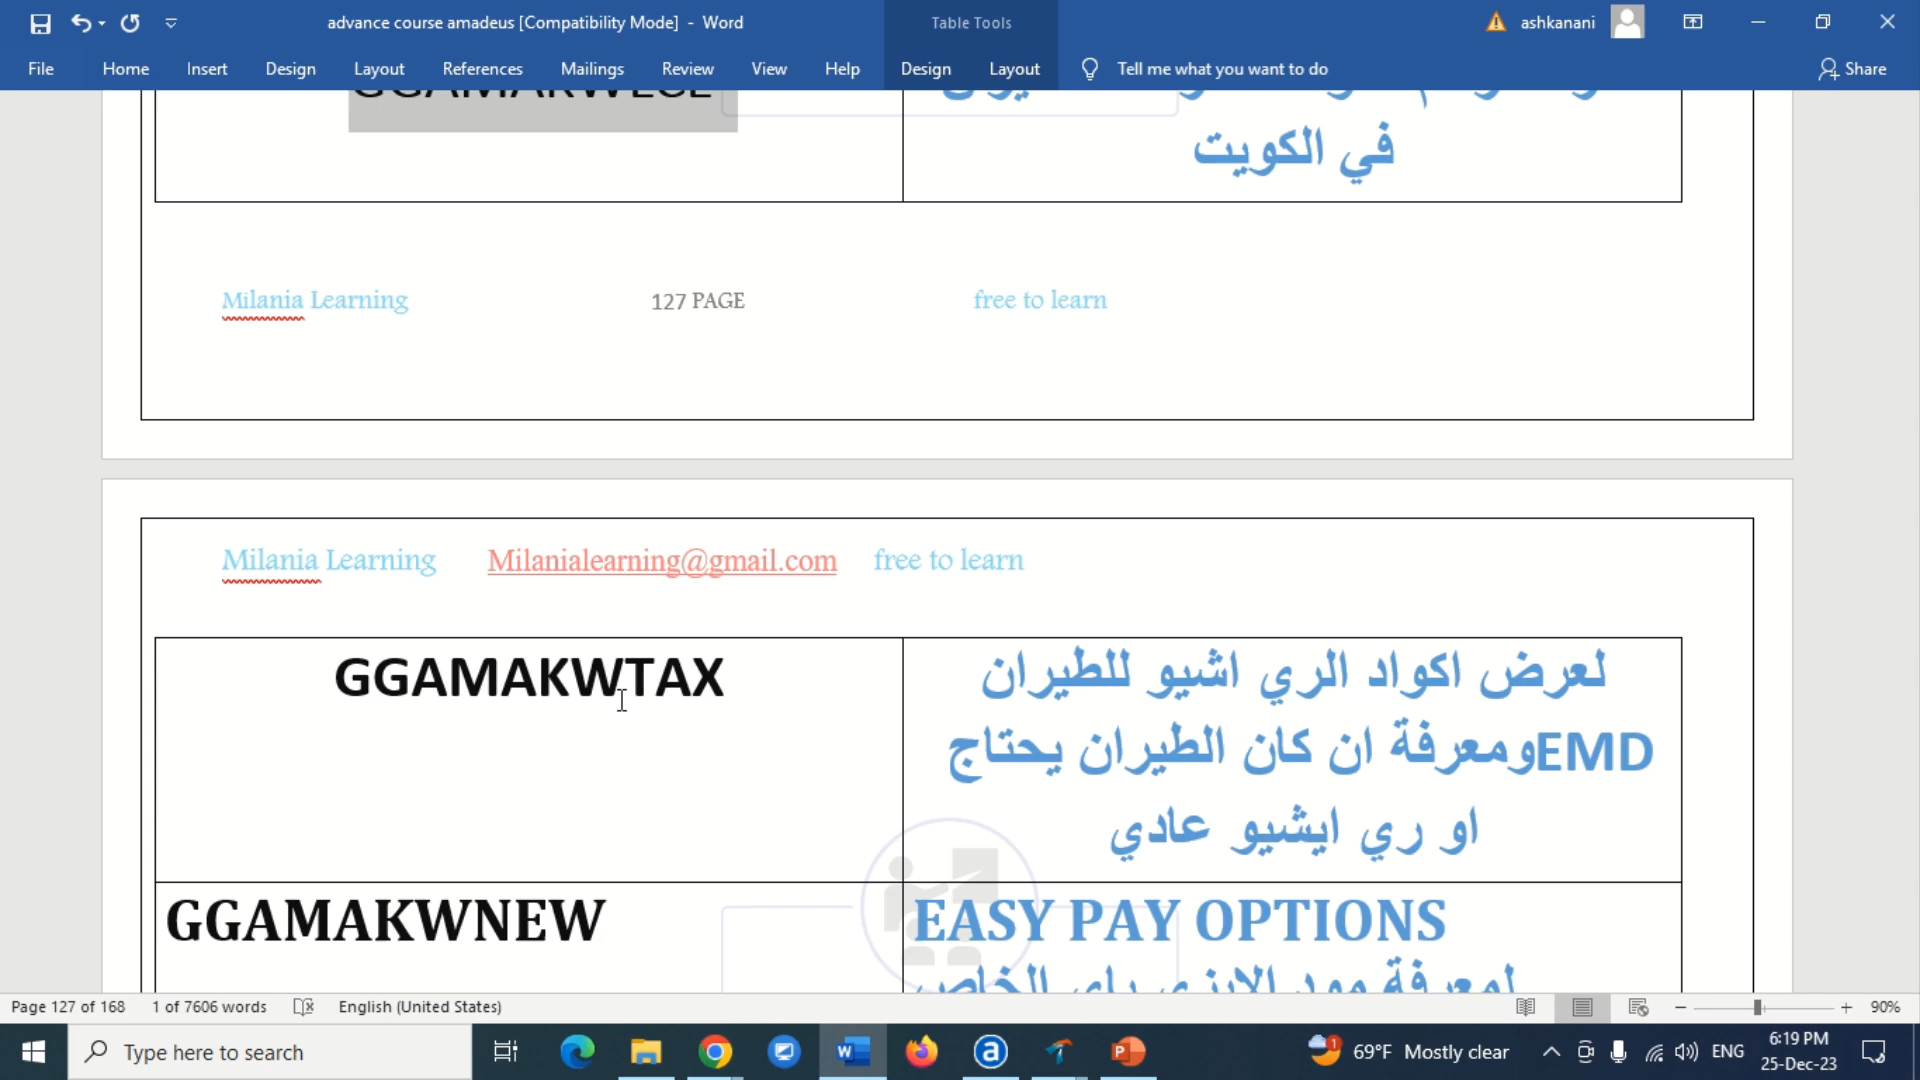 advance course amadeus [Compatibility Mode] - Word
Table Tools
ashkanani
File Home Insert Design Layout References Mailings Review View Help Design Layout Tell me what you want to do Share
في الكويت
Milania Learning 127 PAGE free to learn
Milania Learning Milanialearning@gmail.com free to learn
GGAMAKWTAX
لعرض اكواد الري اشيو للطيران
ومعرفة ان كان الطيران يحتاج EMD
او ري ايشيو عادي
GGAMAKWNEW
EASY PAY OPTIONS
Page 127 of 168 1 of 7606 words English (United States) 90%
Type here to search
69°F Mostly clear
ENG
6:19 PM
25-Dec-23